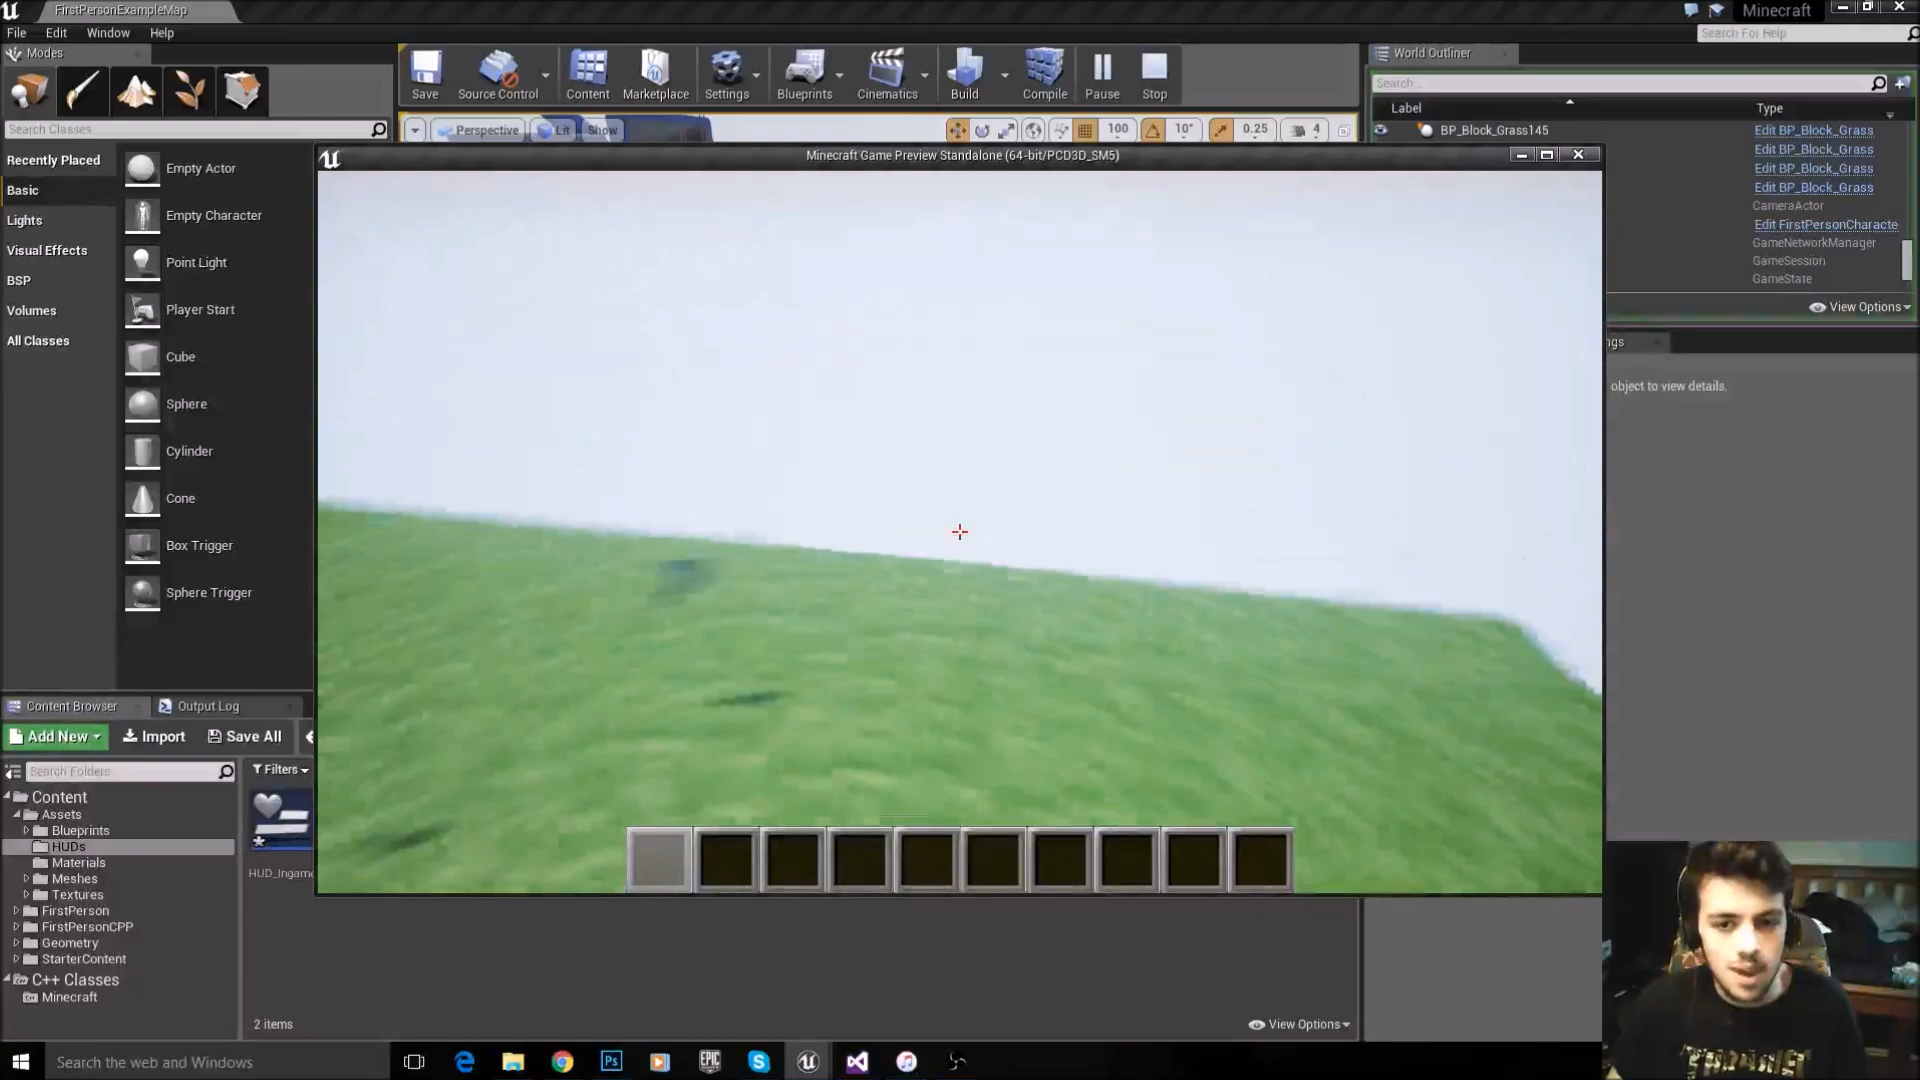 FirstPersonExampleMap
Minecraft
File Edit Window Help
Search For Help
Modes
World Outliner
Save
Source Control
Content
Marketplace
Settings
Blueprints
Cinematics
Build
Compile
Pause
Stop
Search...
Label
Type
Search Classes
Perspective
Lit
Show
100
10°
0.25
4
BP_Block_Grass145
Edit BP_Block_Grass
Edit BP_Block_Grass
Edit BP_Block_Grass
Edit BP_Block_Grass
CameraActor
Edit FirstPersonCharacte
GameNetworkManager
GameSession
GameState
View Options
Minecraft Game Preview Standalone (64-bit/PCD3D_SM5)
Recently Placed
Basic
Lights
Visual Effects
BSP
Volumes
All Classes
Empty Actor
Empty Character
Point Light
Player Start
Cube
Sphere
Cylinder
Cone
Box Trigger
Sphere Trigger
ngs
object to view details.
Content Browser
Output Log
Add New
Import
Save All
Search Folders
Filters
Content
Assets
Blueprints
HUDs
Materials
Meshes
Textures
FirstPerson
FirstPersonCPP
Geometry
StarterContent
C++ Classes
Minecraft
HUD_Ingam
2 items
View Options
Search the web and Windows
EPIC
THRASHER